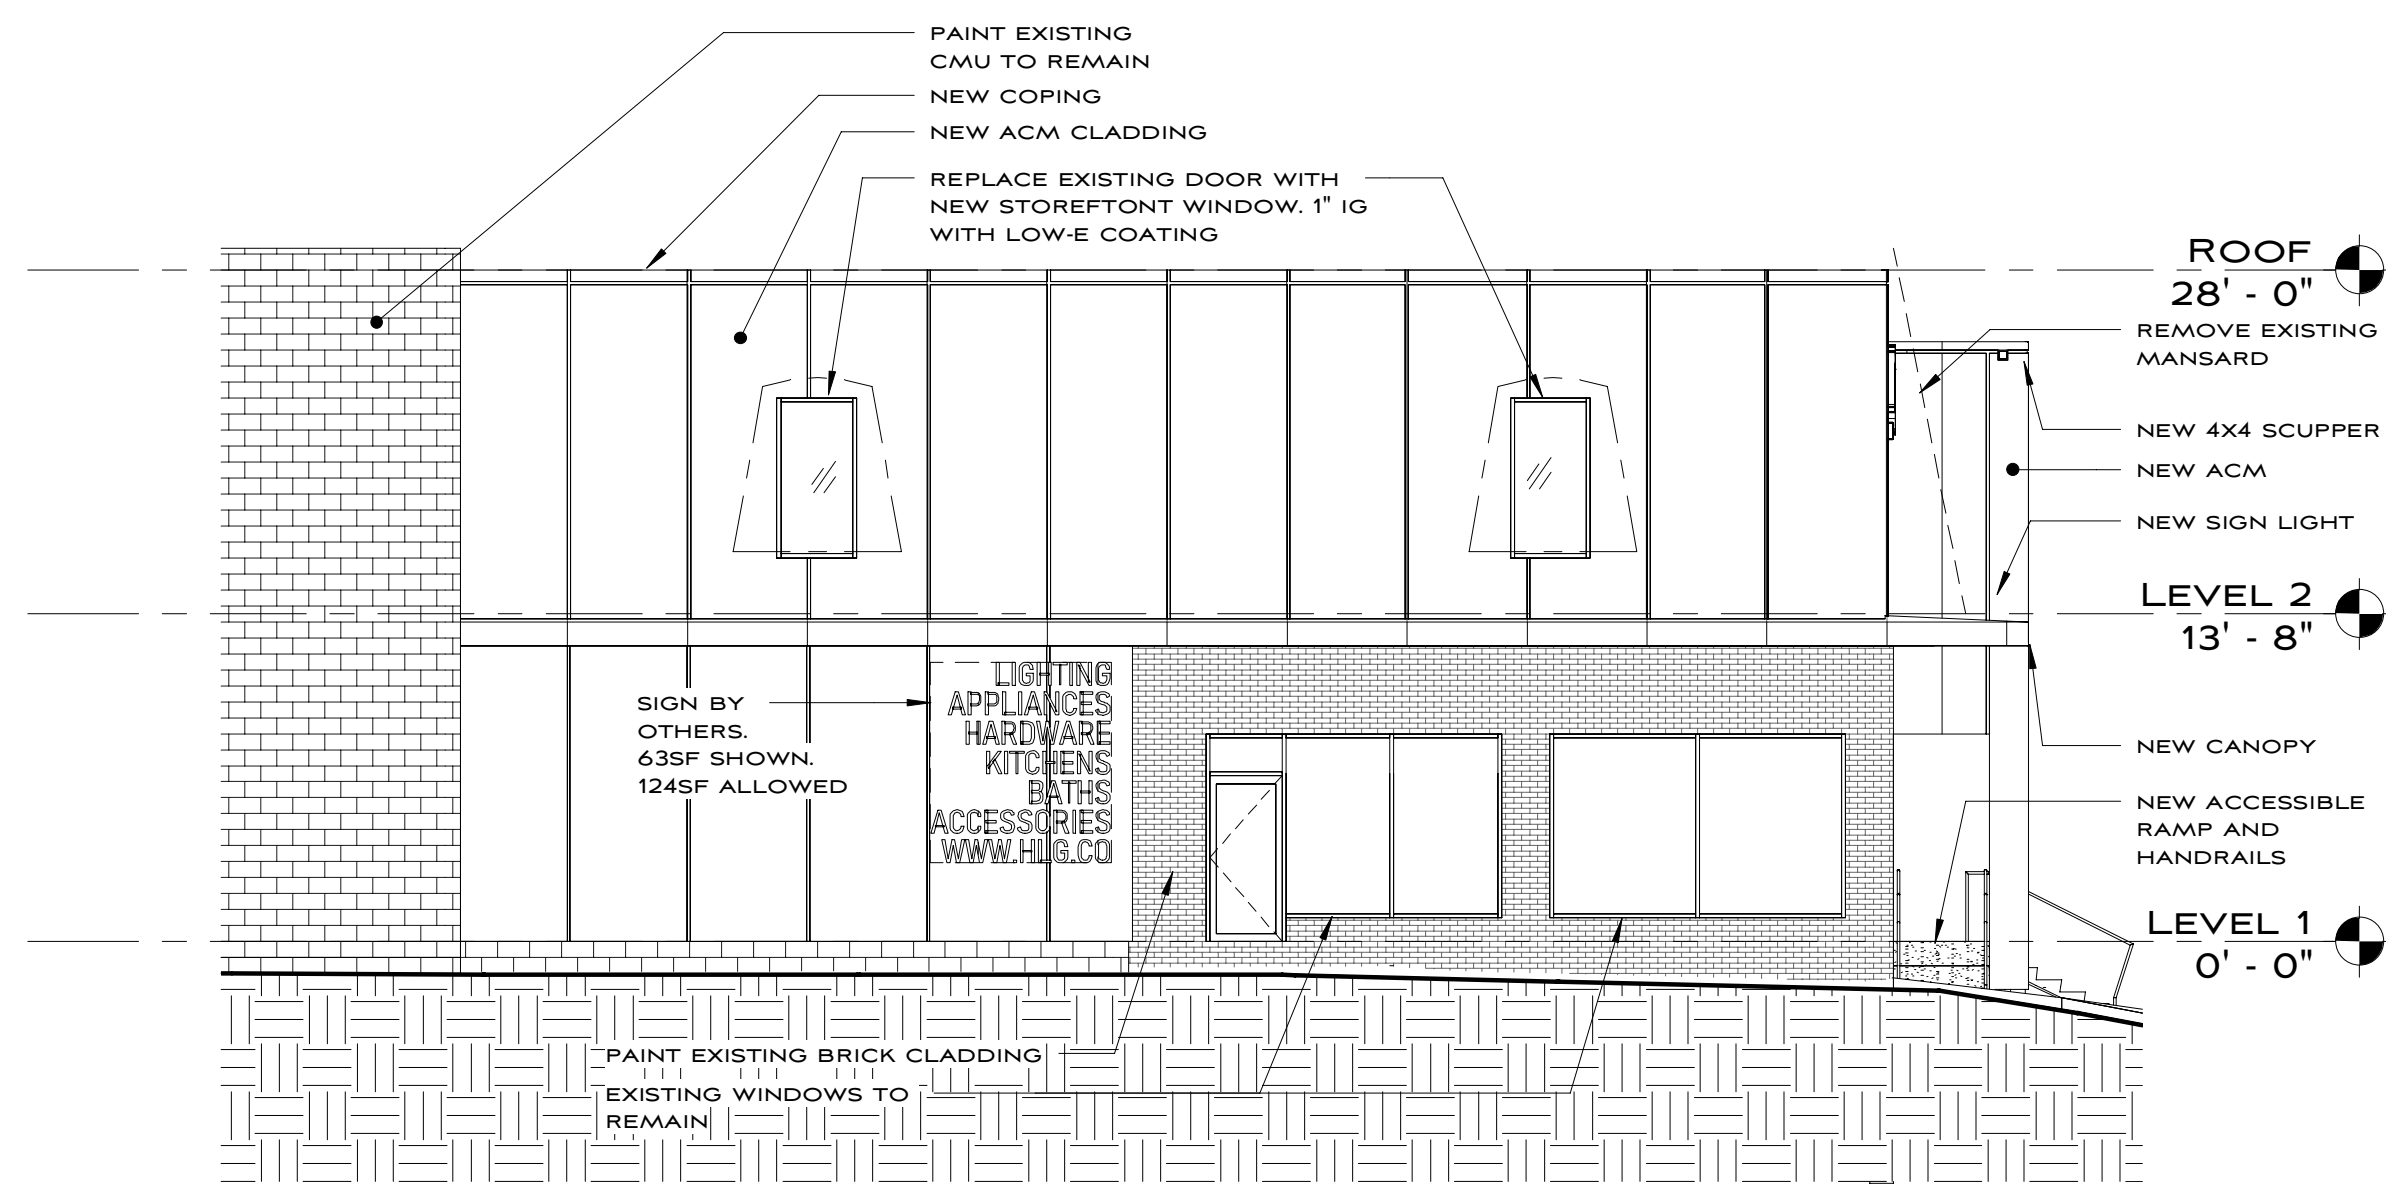 PAINT EXISTING
CMU TO REMAIN
NEW COPING
NEW ACM CLADDING
REPLACE EXISTING DOOR WITH
NEW STOREFTONT WINDOW. 1" IG
WITH LOW-E COATING
ROOF
28' - 0"
REMOVE EXISTING
MANSARD
NEW 4X4 SCUPPER
NEW ACM
NEW SIGN LIGHT
LEVEL 2
13' - 8"
SIGN BY
OTHERS.
63SF SHOWN.
124SF ALLOWED
LIGHTING
APPLIANCES
HARDWARE
KITCHENS
BATHS
ACCESSORIES
WWW.HLG.CO
NEW CANOPY
NEW ACCESSIBLE
RAMP AND
HANDRAILS
LEVEL 1
0' - 0"
PAINT EXISTING BRICK CLADDING
EXISTING WINDOWS TO
REMAIN